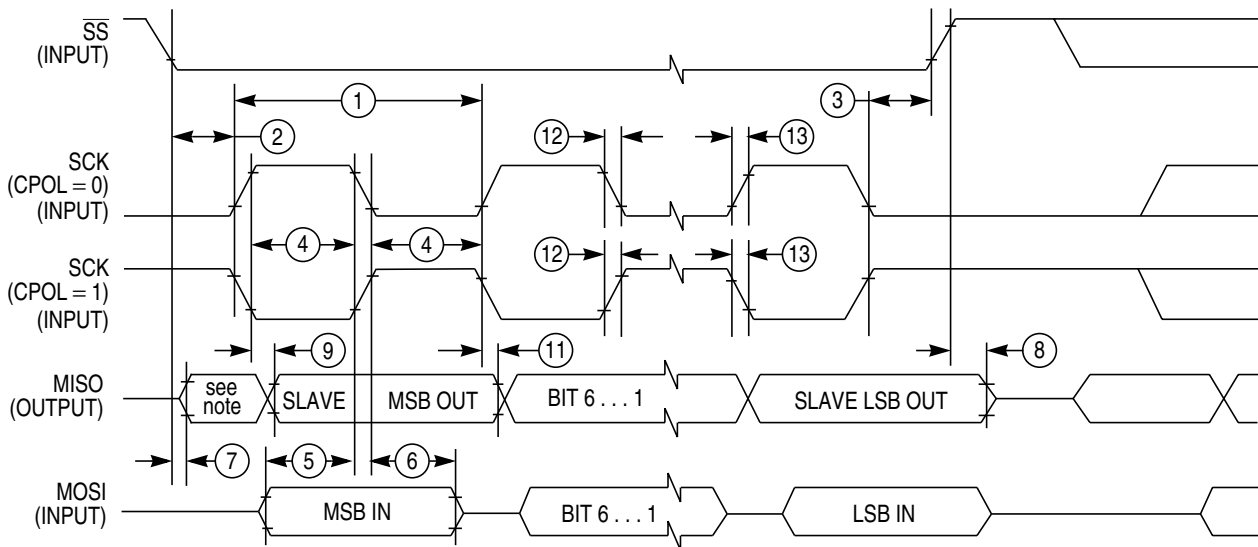 SS
(INPUT)
1
3
2
12
13
SCK
(CPOL = 0)
(INPUT)
4
4
12
13
SCK
(CPOL = 1)
(INPUT)
9
11
8
MISO
(OUTPUT)
see
note
SLAVE
MSB OUT
BIT 6 . . . 1
SLAVE LSB OUT
7
5
6
MOSI
(INPUT)
MSB IN
BIT 6 . . . 1
LSB IN